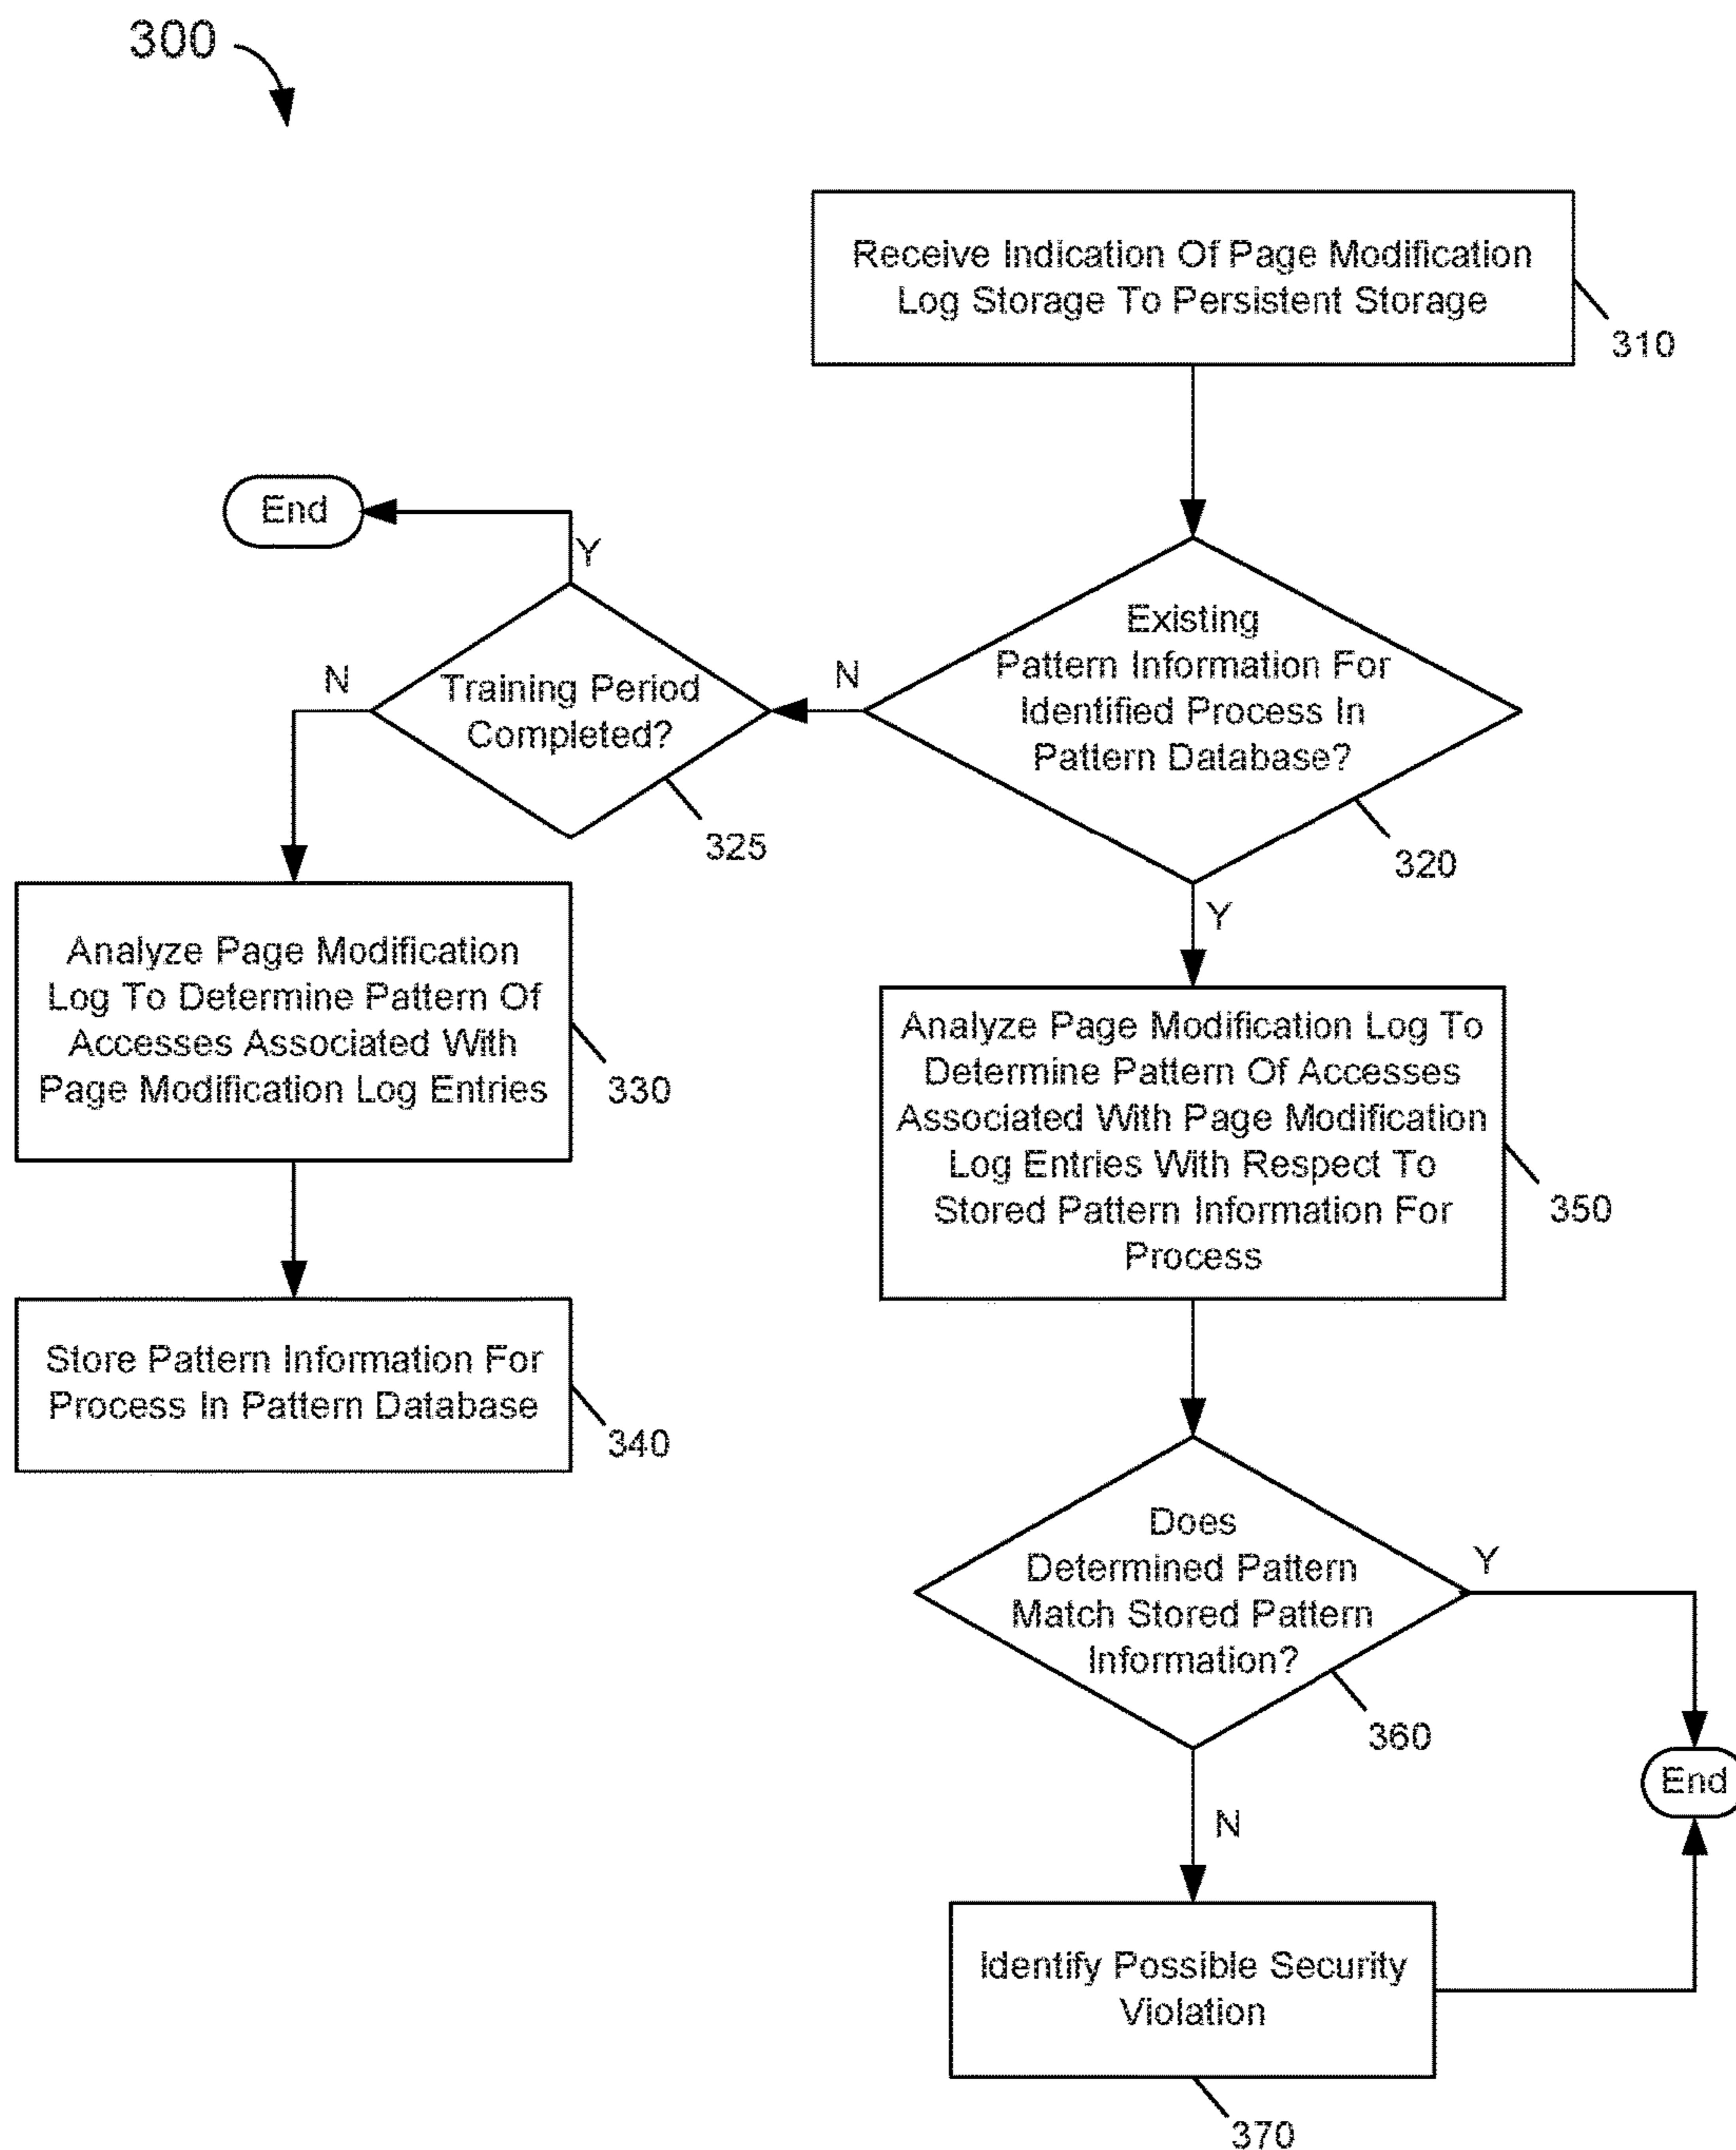 300
Receive Indication Of Page Modification
Log Storage To Persistent Storage
310
End
Y
Existing
Pattern Information For
Identified Process In
Pattern Database?
N
N
Training Period
Completed?
325
320
Y
Analyze Page Modification
Log To Determine Pattern Of
Accesses Associated With
Page Modification Log Entries
330
Analyze Page Modification Log To
Determine Pattern Of Accesses
Associated With Page Modification
Log Entries With Respect To
Stored Pattern Information For
Process
350
Store Pattern Information For
Process In Pattern Database
340
Does
Determined Pattern
Match Stored Pattern
Information?
Y
360
End
N
Identify Possible Security
Violation
370